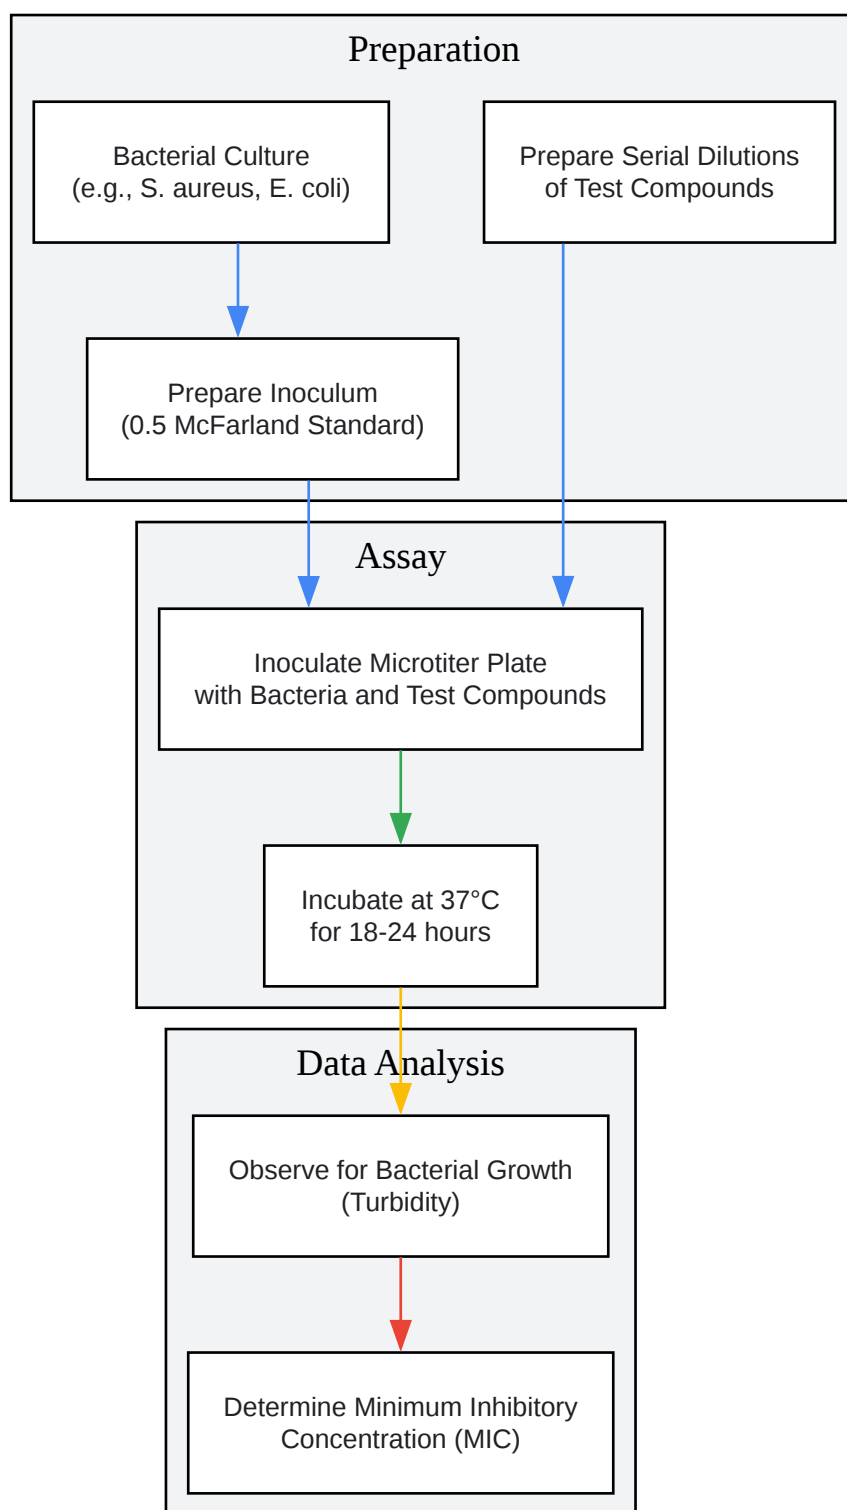 Preparation
Bacterial Culture
(e.g., S. aureus, E. coli)
Prepare Serial Dilutions
of Test Compounds
Prepare Inoculum
(0.5 McFarland Standard)
Assay
Inoculate Microtiter Plate
with Bacteria and Test Compounds
Incubate at 37°C
for 18-24 hours
Data Analysis
Observe for Bacterial Growth
(Turbidity)
Determine Minimum Inhibitory
Concentration (MIC)